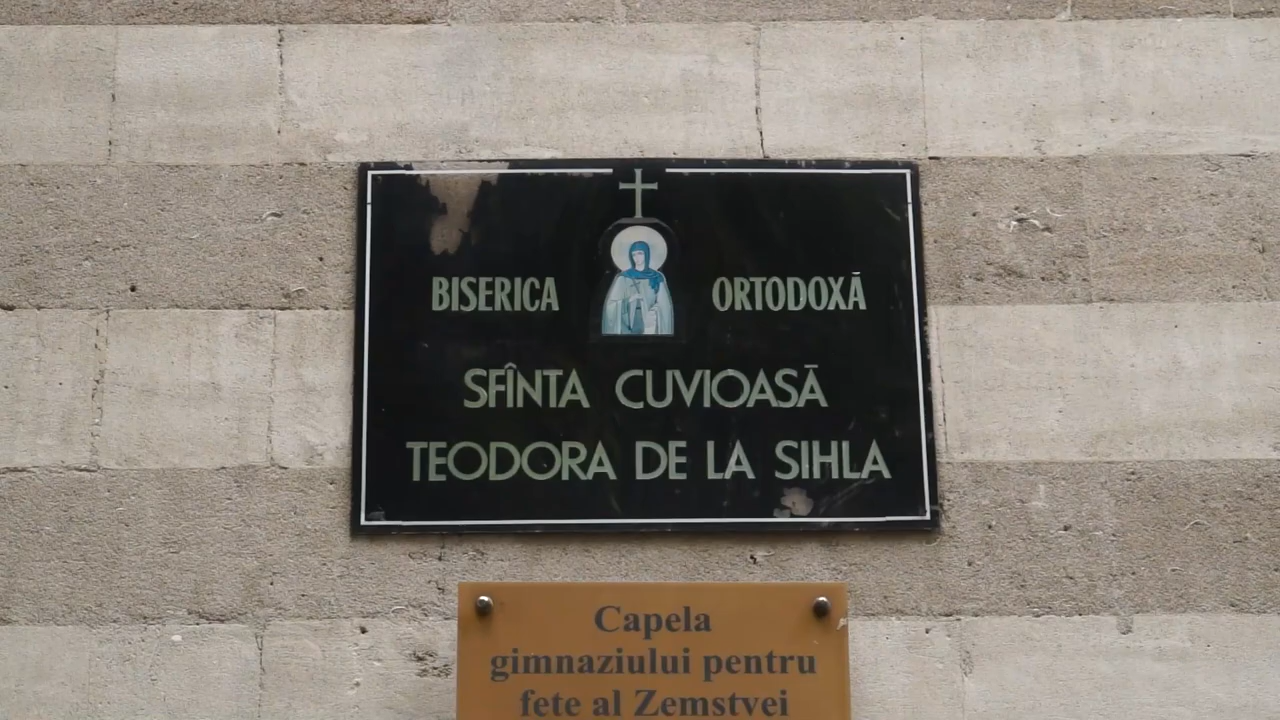 BISERICA ORTODOXĂ
SFÎNTA CUVIOASĂ
TEODORA DE LA SIHLA
Capela
gimnaziului pentru
fete al Zemstvei